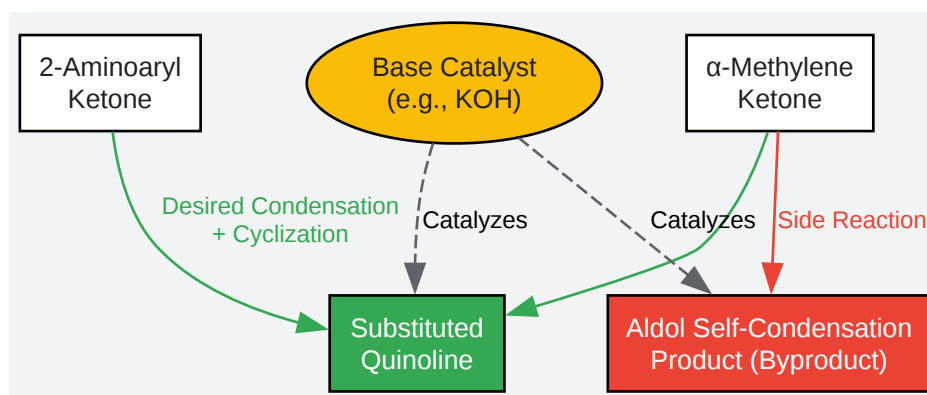 2-Aminoaryl
Ketone
Base Catalyst
(e.g., KOH)
α-Methylene
Ketone
Desired Condensation
+ Cyclization
Catalyzes
Catalyzes
Side Reaction
Substituted
Quinoline
Aldol Self-Condensation
Product (Byproduct)